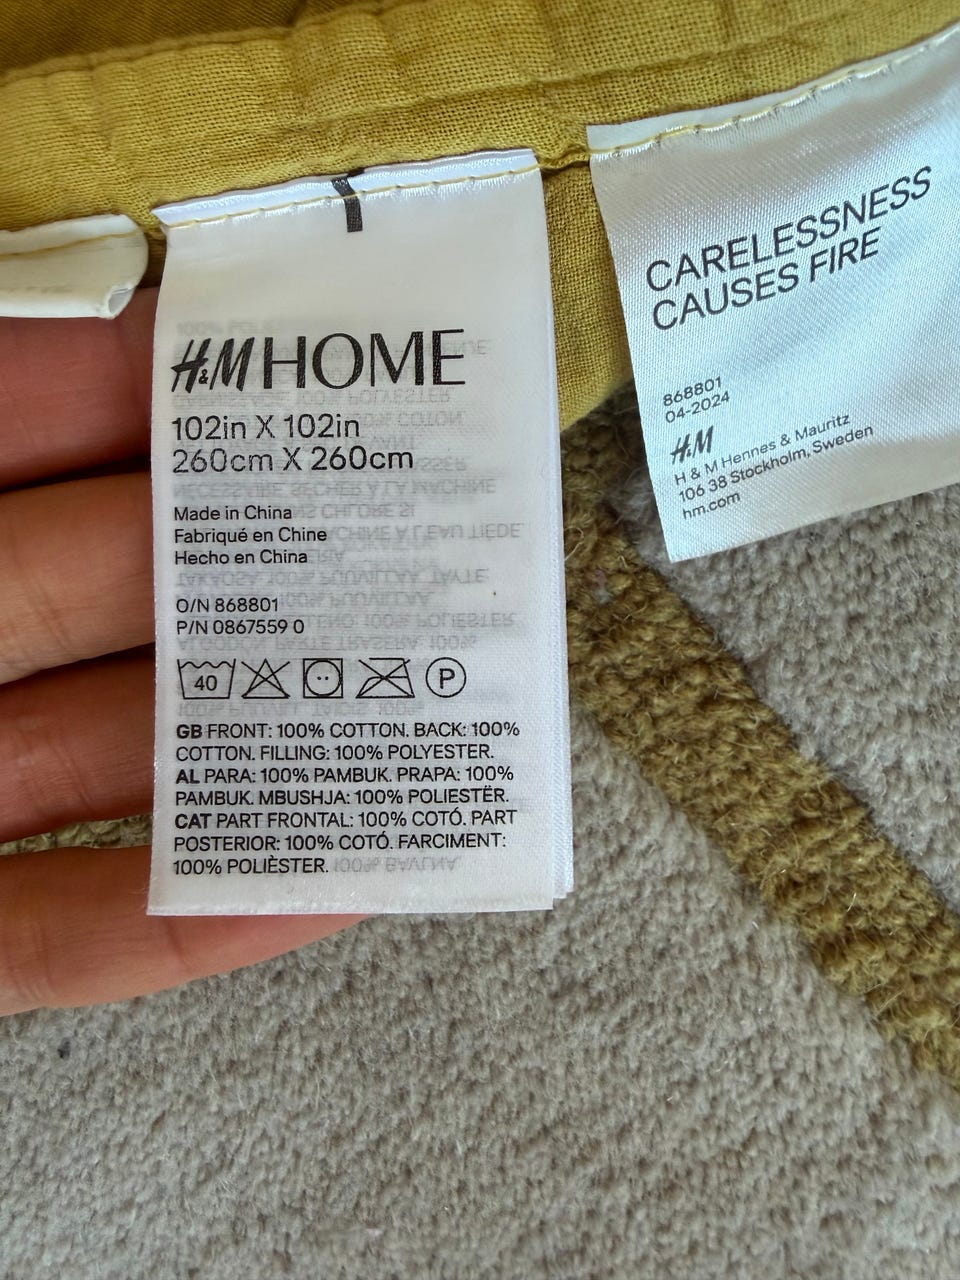 H&M HOME
102in X 102in
260cm X 260cm
Made in China
Fabriqué en Chine
Hecho en China
O/N 868801
P/N 0867559 0
40
P
GB FRONT: 100% COTTON. BACK: 100%
COTTON. FILLING: 100% POLYESTER.
AL PARA: 100% PAMBUK. PRAPA: 100%
PAMBUK. MBUSHJA: 100% POLIESTËR.
CAT PART FRONTAL: 100% COTÓ. PART
POSTERIOR: 100% COTÓ. FARCIMENT:
100% POLIÈSTER.
CARELESSNESS
CAUSES FIRE
868801
04-2024
H&M
H & M Hennes & Mauritz
106 38 Stockholm, Sweden
hm.com